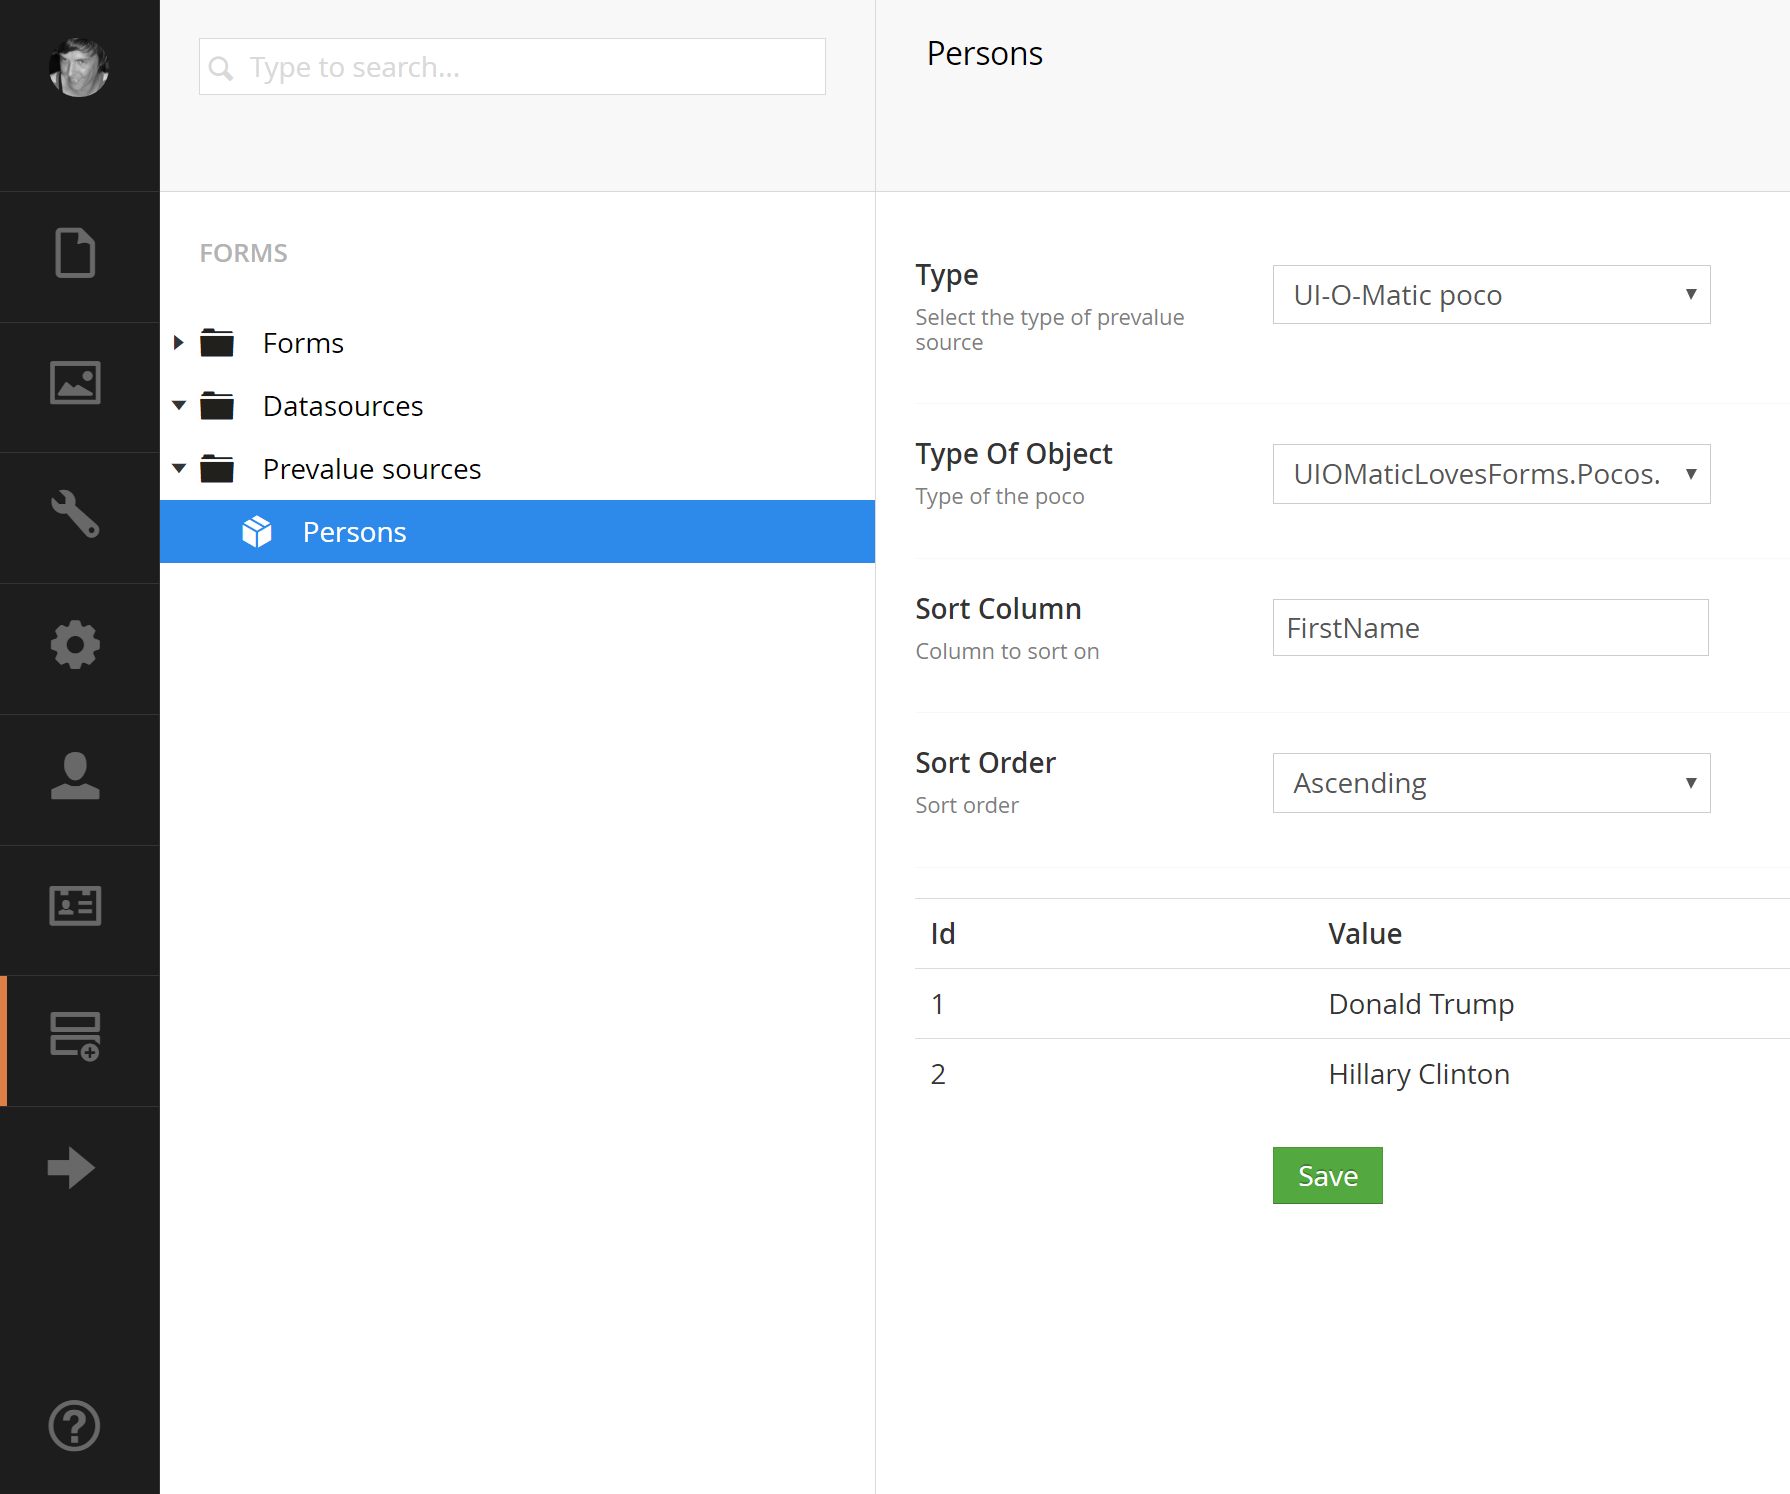 Type to search...
Persons
FORMS
Forms
Datasources
Prevalue sources
Persons
Type
Select the type of prevalue
source
UI-O-Matic poco
Type Of Object
Type of the poco
UIOMaticLovesForms.Pocos.
Sort Column
Column to sort on
FirstName
Sort Order
Sort order
Ascending
Id Value
1 Donald Trump
2 Hillary Clinton
Save